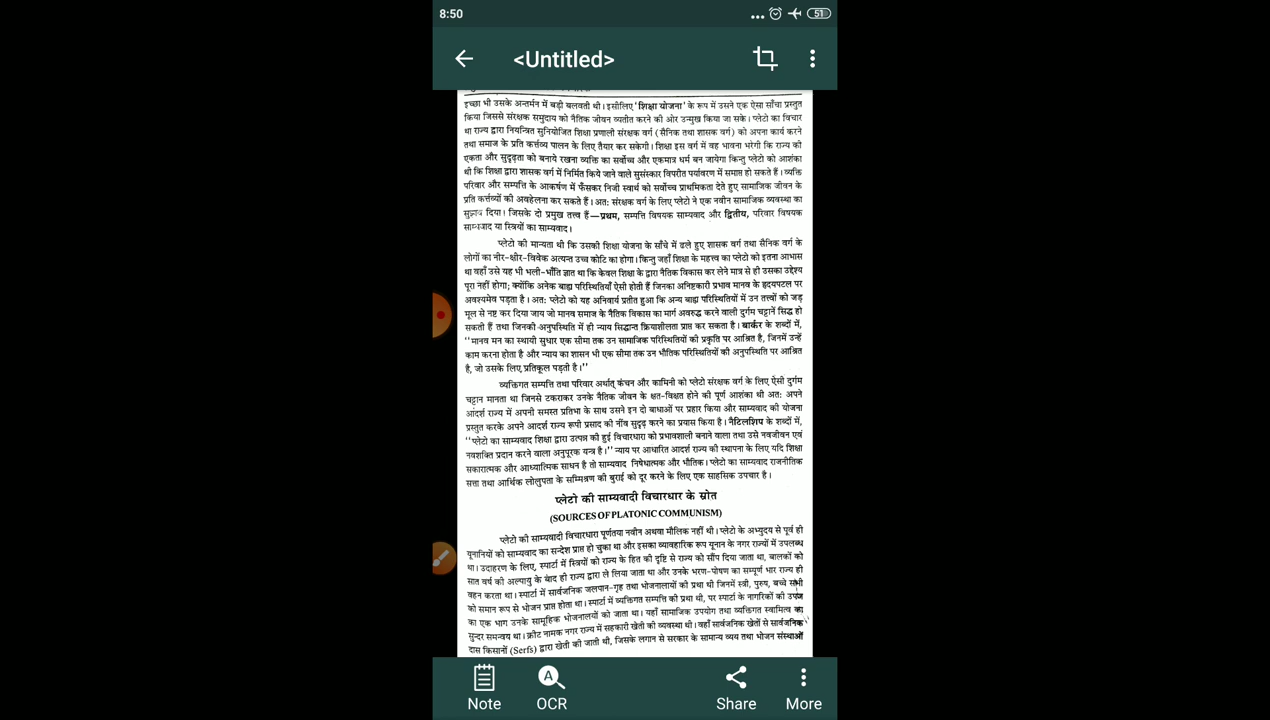 8:50
51
<Untitled>
इच्छा भी उसके अन्तर्मन में बड़ी बलवती थी। इसीलिए 'शिक्षा योजना' के रूप में उसने एक ऐसा साँचा प्रस्तुत
किया जिससे संरक्षक समुदाय को नैतिक जीवन व्यतीत करने की ओर उन्मुख किया जा सके। प्लेटो का विचार
था राज्य द्वारा नियन्त्रित सुनियोजित शिक्षा प्रणाली संरक्षक वर्ग (सैनिक तथा शासक वर्ग) को अपना कार्य करने
तथा समाज के प्रति कर्त्तव्य पालन के लिए तैयार कर सकेगी। शिक्षा इस वर्ग में वह भावना भरेगी कि राज्य की
एकता और सुदृढ़ता को बनाये रखना व्यक्ति का सर्वोच्च और एकमात्र धर्म बन जायेगा किन्तु प्लेटो को आशंका
थी कि शिक्षा द्वारा शासक वर्ग में निर्मित किये जाने वाले सुसंस्कार विपरीत पर्यावरण में समाप्त हो सकते हैं। व्यक्ति
परिवार और सम्पत्ति के आकर्षण में फँसकर निजी स्वार्थ को सर्वोच्च प्राथमिकता देते हुए सामाजिक जीवन के
प्रति कर्त्तव्यों की अवहेलना कर सकते हैं। अतः संरक्षक वर्ग के लिए प्लेटो ने एक नवीन सामाजिक व्यवस्था का
सुझाव दिया। जिसके दो प्रमुख तत्त्व हैं—प्रथम, सम्पत्ति विषयक साम्यवाद और द्वितीय, परिवार विषयक
साम्यवाद या स्त्रियों का साम्यवाद।
प्लेटो की मान्यता थी कि उसकी शिक्षा योजना के साँचे में ढले हुए शासक वर्ग तथा सैनिक वर्ग के
लोगों का नीर-क्षीर-विवेक अत्यन्त उच्च कोटि का होगा। किन्तु जहाँ शिक्षा के महत्त्व का प्लेटो को इतना आभास
था वहाँ उसे यह भी भली-भाँति ज्ञात था कि केवल शिक्षा के द्वारा नैतिक विकास कर लेने मात्र से ही उसका उद्देश्य
पूरा नहीं होगा; क्योंकि अनेक बाह्य परिस्थितियाँ ऐसी होती हैं जिनका अनिष्टकारी प्रभाव मानव के हृदयपटल पर
अवश्यमेव पड़ता है। अतः प्लेटो को यह अनिवार्य प्रतीत हुआ कि अन्य बाह्य परिस्थितियों में उन तत्त्वों को जड़
मूल से नष्ट कर दिया जाय जो मानव समाज के नैतिक विकास का मार्ग अवरुद्ध करने वाली दुर्गम चट्टानें सिद्ध हो
सकती हैं तथा जिनकी अनुपस्थिति में ही न्याय सिद्धान्त क्रियाशीलता प्राप्त कर सकता है। बार्कर के शब्दों में,
''मानव मन का स्थायी सुधार एक सीमा तक उन सामाजिक परिस्थितियों की प्रकृति पर आश्रित है, जिनमें उन्हें
काम करना होता है और न्याय का शासन भी एक सीमा तक उन भौतिक परिस्थितियों की अनुपस्थिति पर आश्रित
है, जो उसके लिए प्रतिकूल पड़ती है।''
व्यक्तिगत सम्पत्ति तथा परिवार अर्थात् कंचन और कामिनी को प्लेटो संरक्षक वर्ग के लिए ऐसी दुर्गम
चट्टान मानता था जिनसे टकराकर उनके नैतिक जीवन के क्षत-विक्षत होने की पूर्ण आशंका थी अतः अपने
आदर्श राज्य में अपनी समस्त प्रतिभा के साथ उसने इन दो बाधाओं पर प्रहार किया और साम्यवाद की योजना
प्रस्तुत करके अपने आदर्श राज्य रूपी प्रसाद की नींव सुदृढ़ करने का प्रयास किया है। नैटिलशिप के शब्दों में,
''प्लेटो का साम्यवाद शिक्षा द्वारा उत्पन्न की हुई विचारधारा को प्रभावशाली बनाने वाला तथा उसे नवजीवन एवं
नवशक्ति प्रदान करने वाला अनुपूरक यन्त्र है।'' न्याय पर आधारित आदर्श राज्य की स्थापना के लिए यदि शिक्षा
सकारात्मक और आध्यात्मिक साधन है तो साम्यवाद निषेधात्मक और भौतिक। प्लेटो का साम्यवाद राजनीतिक
सत्ता तथा आर्थिक लोलुपता के सम्मिश्रण की बुराई को दूर करने के लिए एक साहसिक उपचार है।
प्लेटो की साम्यवादी विचारधार के स्रोत
(SOURCES OF PLATONIC COMMUNISM)
प्लेटो की साम्यवादी विचारधारा पूर्णतया नवीन अथवा मौलिक नहीं थी। प्लेटो के अभ्युदय से पूर्व ही
यूनानियों को साम्यवाद का सन्देश प्राप्त हो चुका था और इसका व्यावहारिक रूप यूनान के नगर राज्यों में उपलब्ध
था। उदाहरण के लिए, स्पार्टा में स्त्रियों को राज्य के हित की दृष्टि से राज्य को सौंप दिया जाता था, बालकों को
सात वर्ष की अल्पायु के बाद ही राज्य द्वारा ले लिया जाता था और उनके भरण-पोषण का सम्पूर्ण भार राज्य ही
वहन करता था। स्पार्टा में सार्वजनिक जलपान-गृह तथा भोजनालयों की प्रथा थी जिनमें स्त्री, पुरुष, बच्चे सभी
को समान रूप से भोजन प्राप्त होता था। स्पार्टा में व्यक्तिगत सम्पत्ति की प्रथा थी, पर स्पार्टा के नागरिकों की उपज
का एक भाग उनके सामूहिक भोजनालयों को जाता था। यहाँ सामाजिक उपयोग तथा व्यक्तिगत स्वामित्व का
सुन्दर समन्वय था। क्रीट नामक नगर राज्य में सहकारी खेती की व्यवस्था थी। वहाँ सार्वजनिक खेतों से सार्वजनिक
दास किसानों (Serfs) द्वारा खेती की जाती थी, जिसके लगान से सरकार के सामान्य व्यय तथा भोजन संस्थाओं
Note
OCR
Share
More